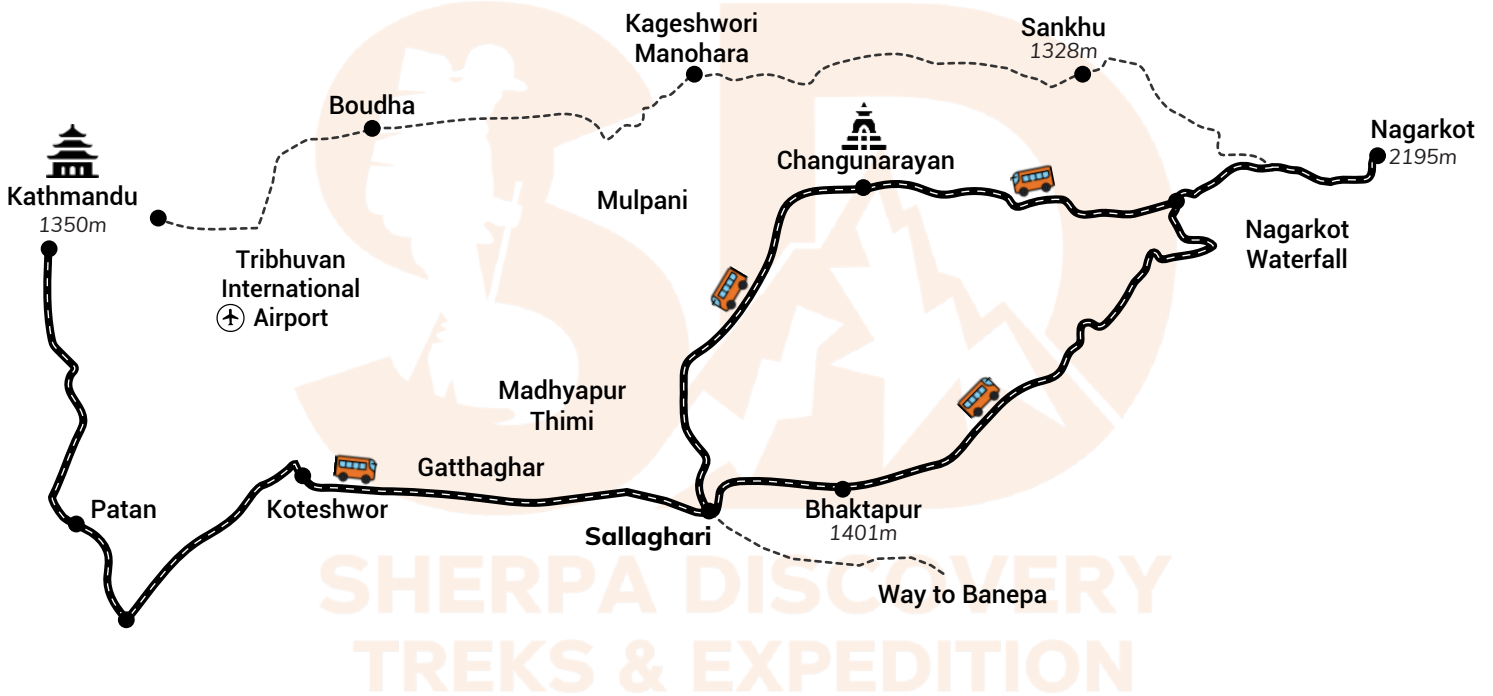 Kageshwori
Manohara
Sankhu
1328m
Boudha
Nagarkot
2195m
Changunarayan
Kathmandu
1350m
Mulpani
Nagarkot
Waterfall
Tribhuvan
International
Airport
Madhyapur
Thimi
Gatthaghar
Patan
Koteshwor
Bhaktapur
1401m
Sallaghari
Way to Banepa
SHERPA DISCOVERY
TREKS & EXPEDITION